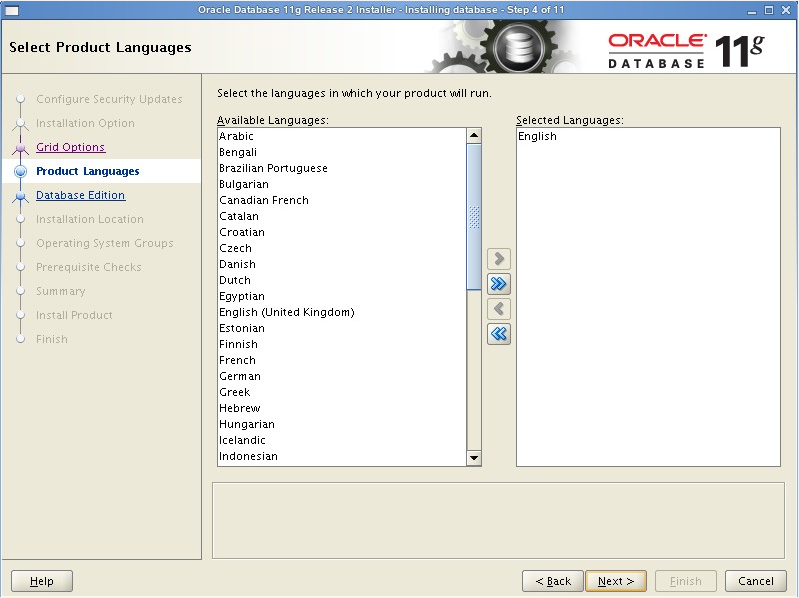 Oracle Database 11g Release 2 Installer - Installing database - Step 4 of 11
Select Product Languages
ORACLE
DATABASE
11g
Configure Security Updates
Installation Option
Grid Options
Product Languages
Database Edition
Installation Location
Operating System Groups
Prerequisite Checks
Summary
Install Product
Finish
Select the languages in which your product will run.
Available Languages:
Arabic
Bengali
Brazilian Portuguese
Bulgarian
Canadian French
Catalan
Croatian
Czech
Danish
Dutch
Egyptian
English (United Kingdom)
Estonian
Finnish
French
German
Greek
Hebrew
Hungarian
Icelandic
Indonesian
Selected Languages:
English
Help
< Back
Next >
Finish
Cancel